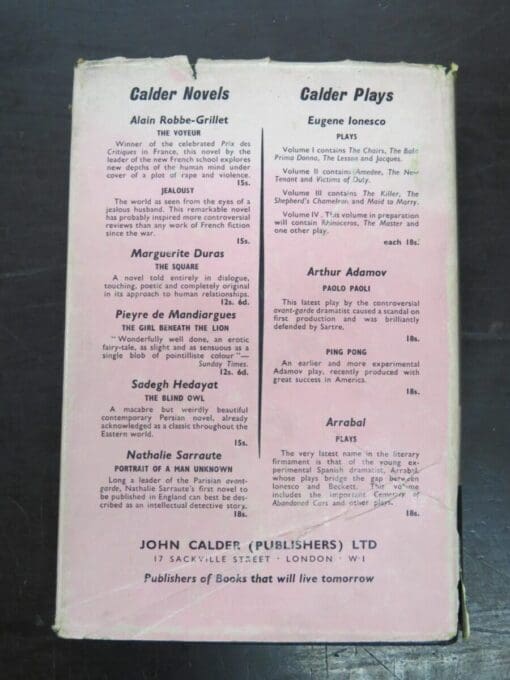 Calder Novels
Alain Robbe-Grillet
THE VOYEUR
Winner of the celebrated Prix des
Critiques in France, this novel by the
leader of the new French school explores
new depths of the human mind under
cover of a plot of rape and violence.
15s.
JEALOUSY
The world as seen from the eyes of a
jealous husband. This remarkable novel
has probably inspired more controversial
reviews than any work of French fiction
since the war.
15s.
Marguerite Duras
THE SQUARE
A novel told entirely in dialogue,
touching, poetic and completely original
in its approach to human relationships.
12s. 6d.
Pieyre de Mandiargues
THE GIRL BENEATH THE LION
"Wonderfully well done, an erotic
fairy-tale, as slight and as sensuous as a
single blob of pointilliste colour"—
Sunday Times.
12s. 6d.
Sadegh Hedayat
THE BLIND OWL
A macabre but weirdly beautiful
contemporary Persian novel, already
acknowledged as a classic throughout the
Eastern world.
15s.
Nathalie Sarraute
PORTRAIT OF A MAN UNKNOWN
Long a leader of the Parisian avant-
garde, Nathalie Sarraute's first novel to
be published in England can best be des-
cribed as an intellectual detective story.
18s.
Calder Plays
Eugene Ionesco
PLAYS
Volume I contains The Chairs, The Bald
Prima Donna, The Lesson and Jacques.
Volume II contains Amedee, The New
Tenant and Victims of Duty.
Volume III contains The Killer, The
Shepherd's Chameleon and Maid to Marry.
Volume IV. This volume in preparation
will contain Rhinoceros, The Master and
one other play.
each 18s.
Arthur Adamov
PAOLO PAOLI
This latest play by the controversial
avant-garde dramatist caused a scandal on
first production and was brilliantly
defended by Sartre.
18s.
PING PONG
An earlier and more experimental
Adamov play, recently produced with
great success in America.
18s.
Arrabal
PLAYS
The very latest name in the literary
firmament is that of the young ex-
perimental Spanish dramatist, Arrabal
whose plays bridge the gap between
Ionesco and Beckett. This volume
includes the important Cemetery of
Abandoned Cars and other plays.
18s.
JOHN CALDER (PUBLISHERS) LTD
17 SACKVILLE STREET · LONDON · W·1
Publishers of Books that will live tomorrow